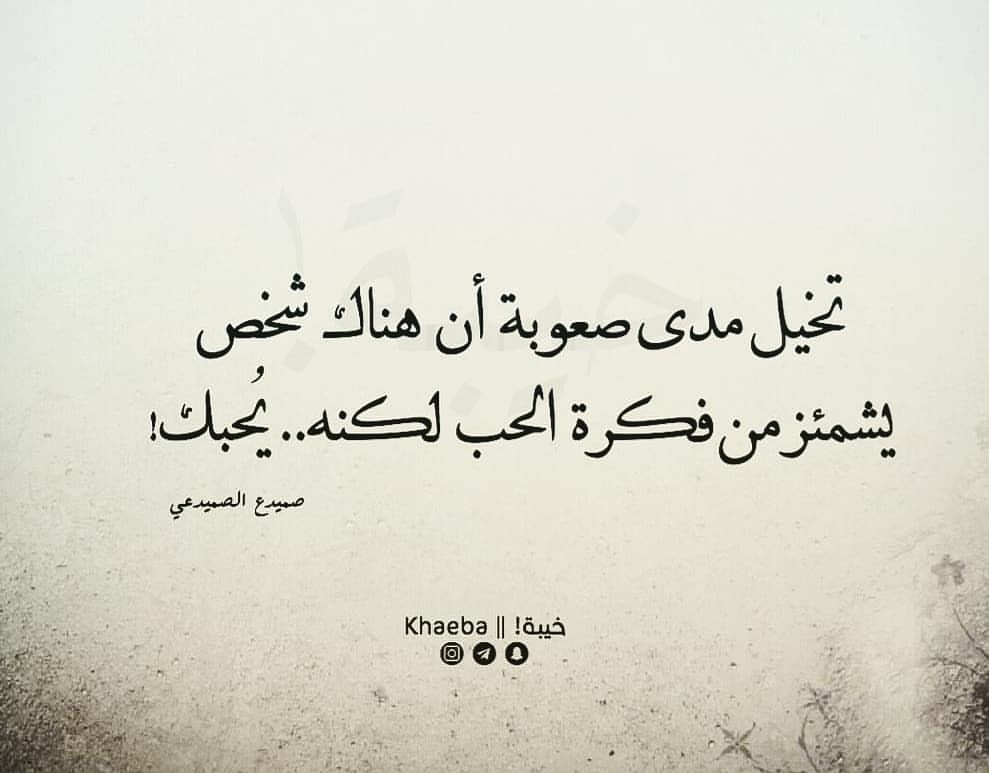 تخيل مدى صعوبة أن هناك شخص
يشمئز من فكرة الحب لكنه.. يُحبك!
صميدع الصميدعي
خيبة! || Khaeba